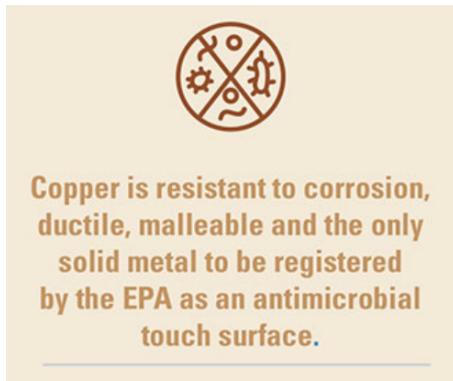 Copper is resistant to corrosion,
ductile, malleable and the only
solid metal to be registered
by the EPA as an antimicrobial
touch surface.